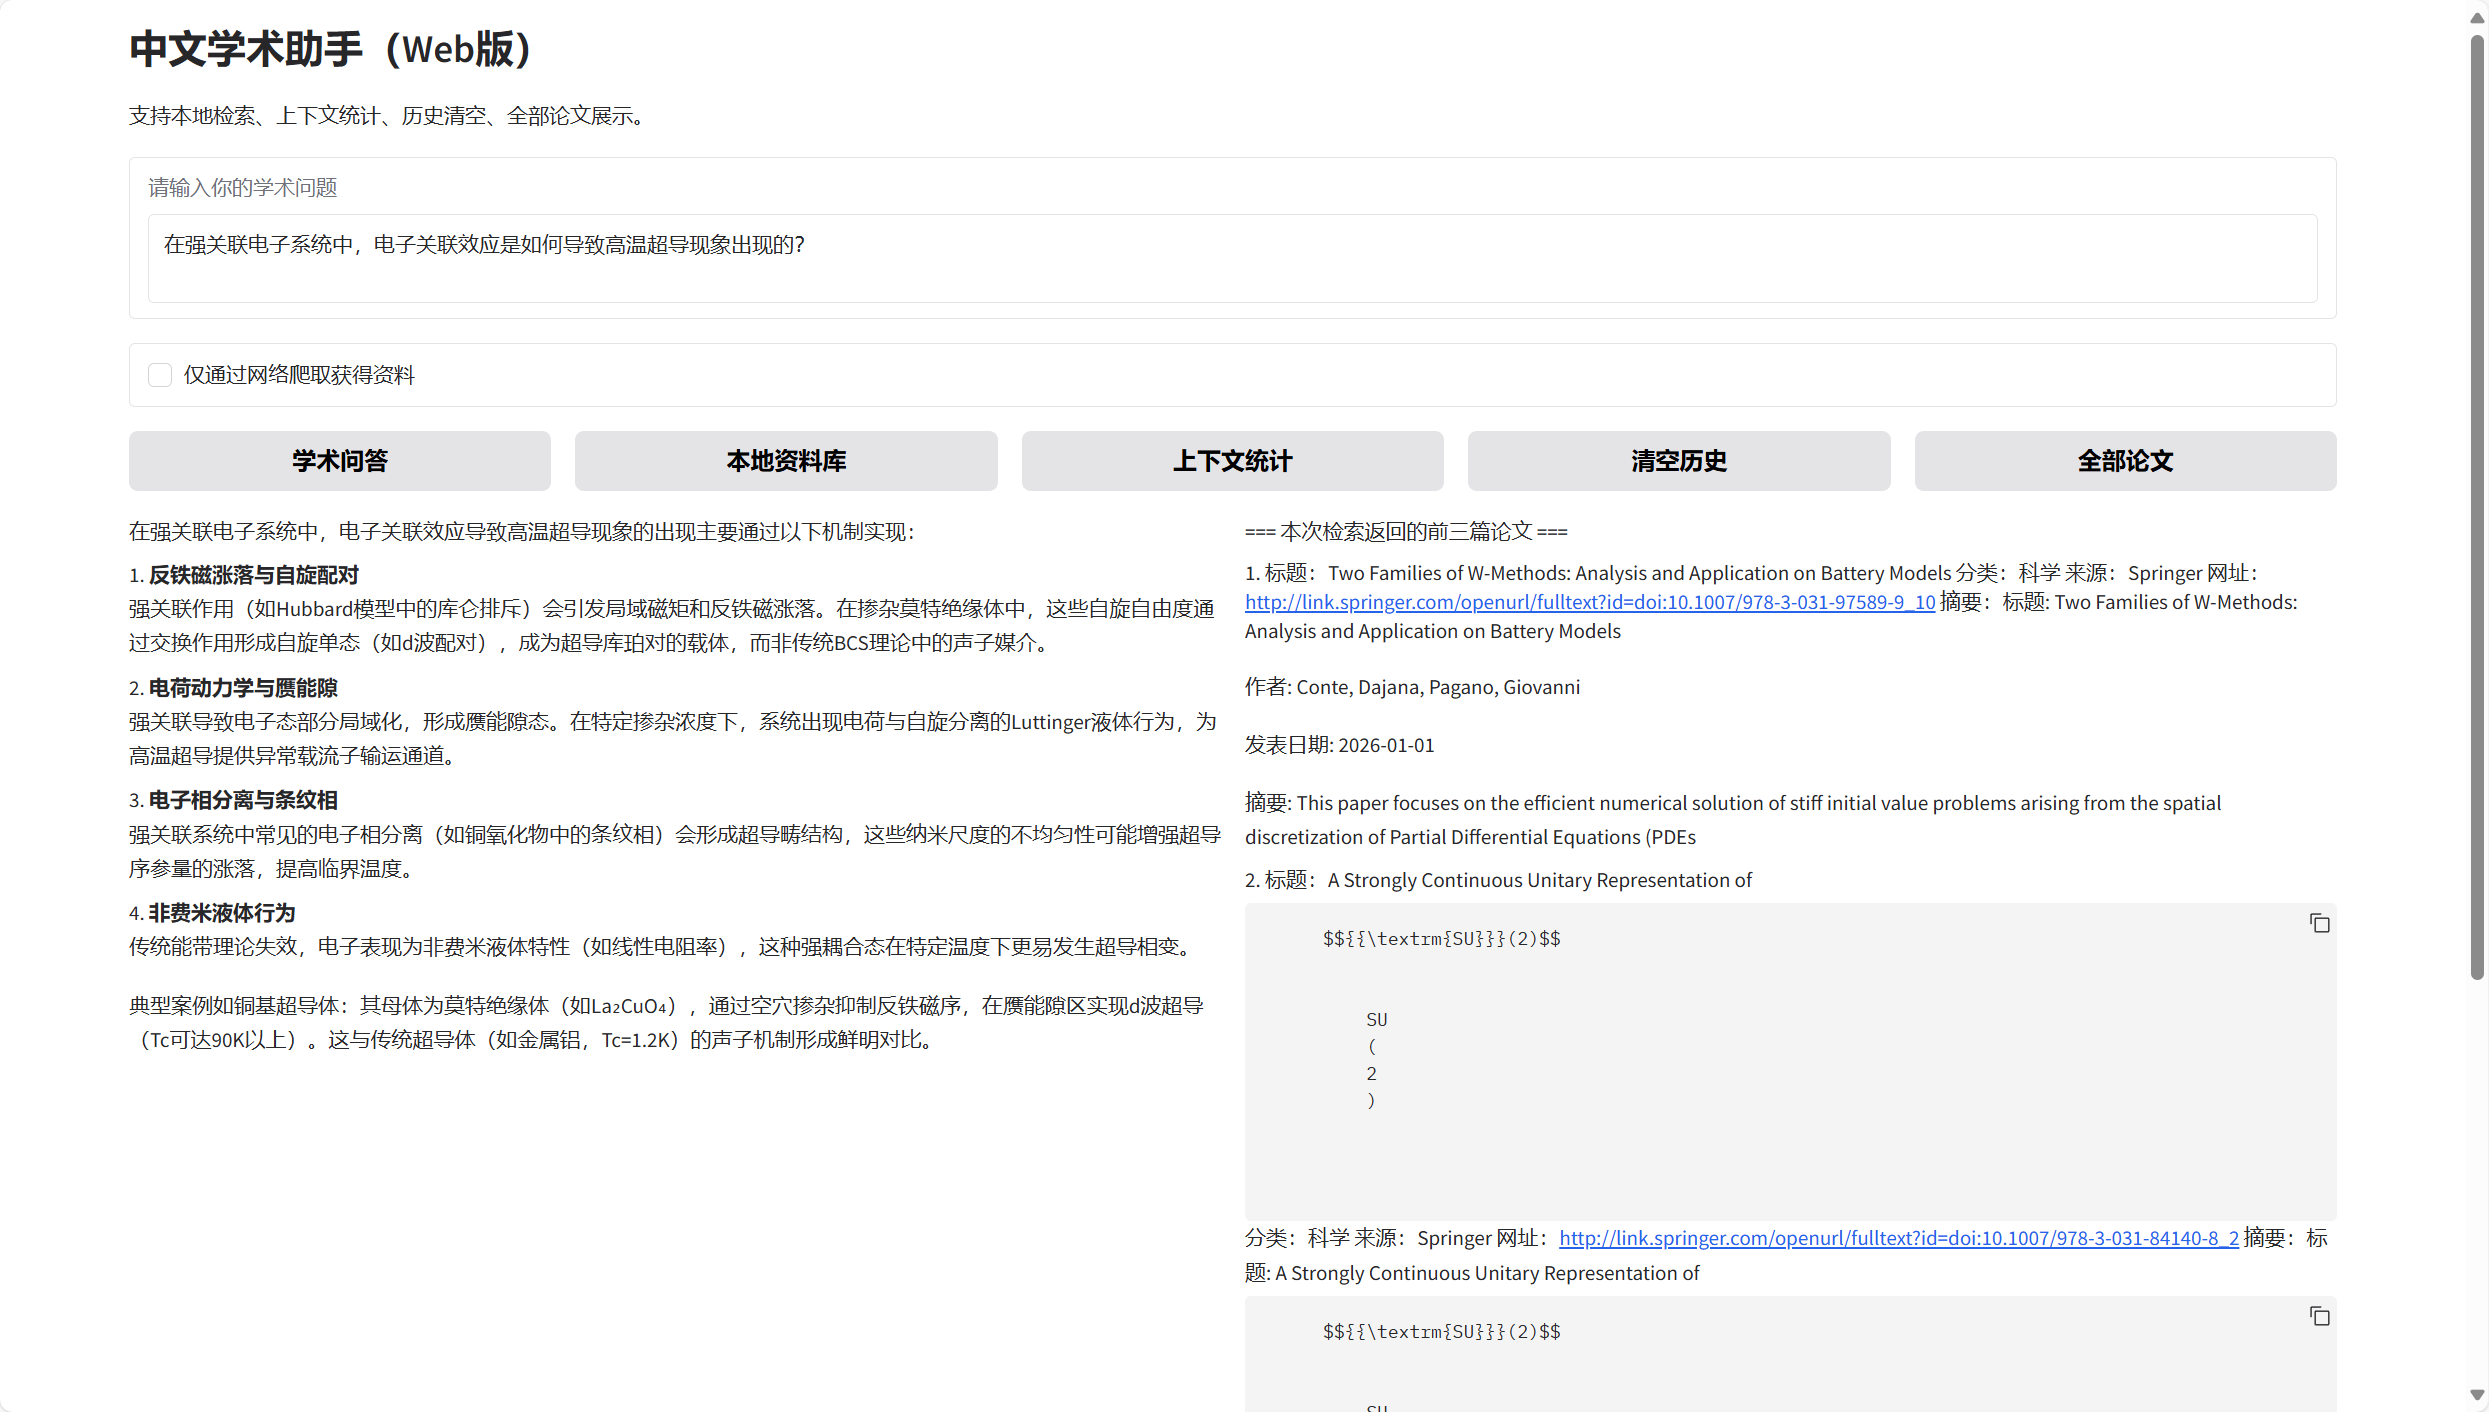 中文学术助手（Web版）
支持本地检索、上下文统计、历史清空、全部论文展示。
请输入你的学术问题
在强关联电子系统中，电子关联效应是如何导致高温超导现象出现的？
仅通过网络爬取获得资料
学术问答
本地资料库
上下文统计
清空历史
全部论文
在强关联电子系统中，电子关联效应导致高温超导现象的出现主要通过以下机制实现：
1. 反铁磁涨落与自旋配对
强关联作用（如Hubbard模型中的库仑排斥）会引发局域磁矩和反铁磁涨落。在掺杂莫特绝缘体中，这些自旋自由度通
过交换作用形成自旋单态（如d波配对），成为超导库珀对的载体，而非传统BCS理论中的声子媒介。
2. 电荷动力学与赝能隙
强关联导致电子态部分局域化，形成赝能隙态。在特定掺杂浓度下，系统出现电荷与自旋分离的Luttinger液体行为，为
高温超导提供异常载流子输运通道。
3. 电子相分离与条纹相
强关联系统中常见的电子相分离（如铜氧化物中的条纹相）会形成超导畴结构，这些纳米尺度的不均匀性可能增强超导
序参量的涨落，提高临界温度。
4. 非费米液体行为
传统能带理论失效，电子表现为非费米液体特性（如线性电阻率），这种强耦合态在特定温度下更易发生超导相变。
典型案例如铜基超导体：其母体为莫特绝缘体（如La₂CuO₄），通过空穴掺杂抑制反铁磁序，在赝能隙区实现d波超导
（Tc可达90K以上）。这与传统超导体（如金属铝，Tc=1.2K）的声子机制形成鲜明对比。
=== 本次检索返回的前三篇论文 ===
1. 标题：Two Families of W-Methods: Analysis and Application on Battery Models 分类：科学 来源：Springer 网址：
http://link.springer.com/openurl/fulltext?id=doi:10.1007/978-3-031-97589-9_10 摘要：标题: Two Families of W-Methods:
Analysis and Application on Battery Models
作者: Conte, Dajana, Pagano, Giovanni
发表日期: 2026-01-01
摘要: This paper focuses on the efficient numerical solution of stiff initial value problems arising from the spatial
discretization of Partial Differential Equations (PDEs
2. 标题：A Strongly Continuous Unitary Representation of
$${{\textrm{SU}}}(2)$$
SU
(
2
)
分类：科学 来源：Springer 网址：http://link.springer.com/openurl/fulltext?id=doi:10.1007/978-3-031-84140-8_2 摘要：标
题: A Strongly Continuous Unitary Representation of
$${{\textrm{SU}}}(2)$$
SU